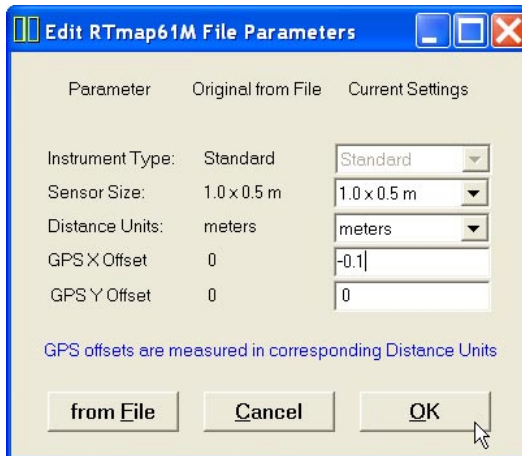 Edit RTmap61M File Parameters
Parameter Original from File Current Settings
Instrument Type: Standard Standard
Sensor Size: 1.0 x 0.5 m 1.0 x 0.5 m
Distance Units: meters meters
GPS X Offset 0 -0.1
GPS Y Offset 0 0
GPS offsets are measured in corresponding Distance Units
from File Cancel OK